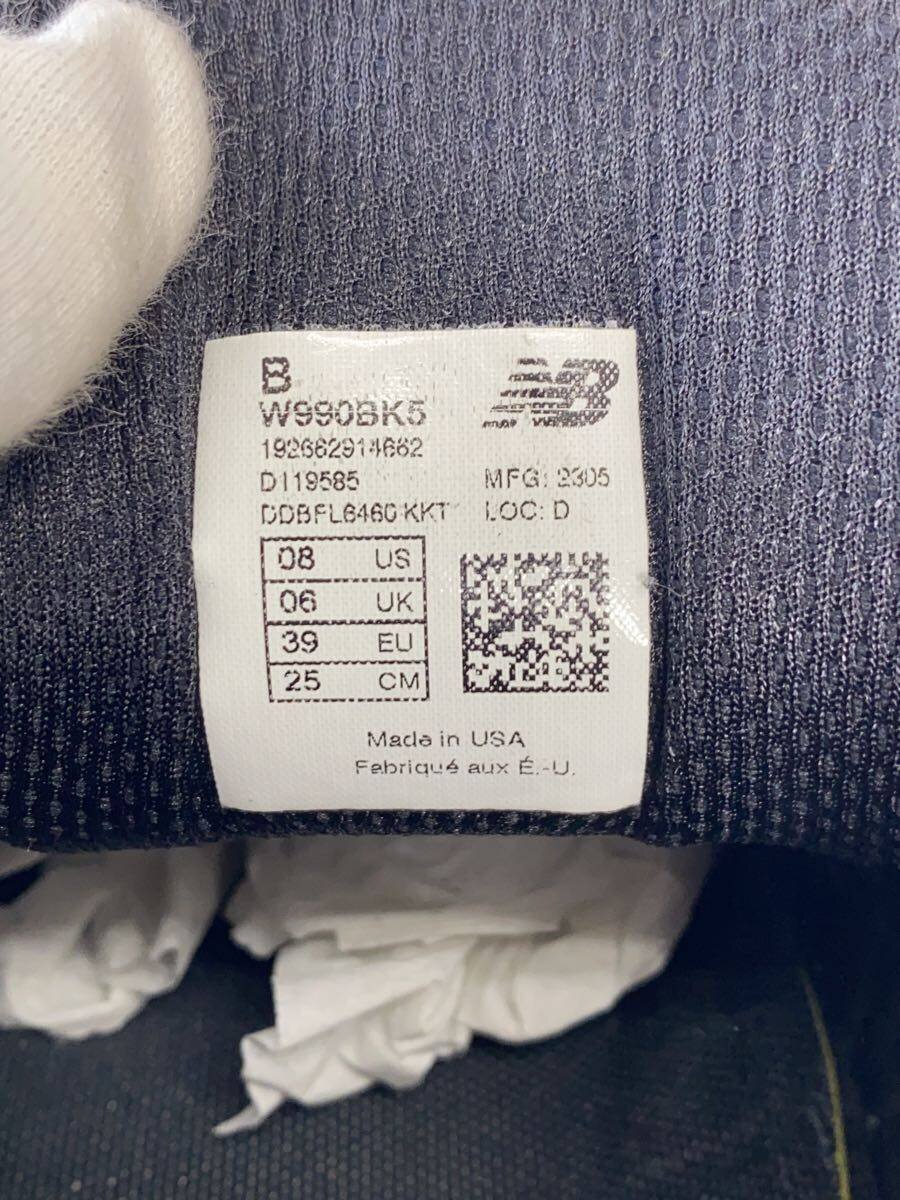 B
W990BK5
192662914662
D119585
MFG: 2305
DDBFL6460 KKT
LOC: D
08 US
06 UK
39 EU
25 CM
Made in USA
Fabriqué aux É.-U.